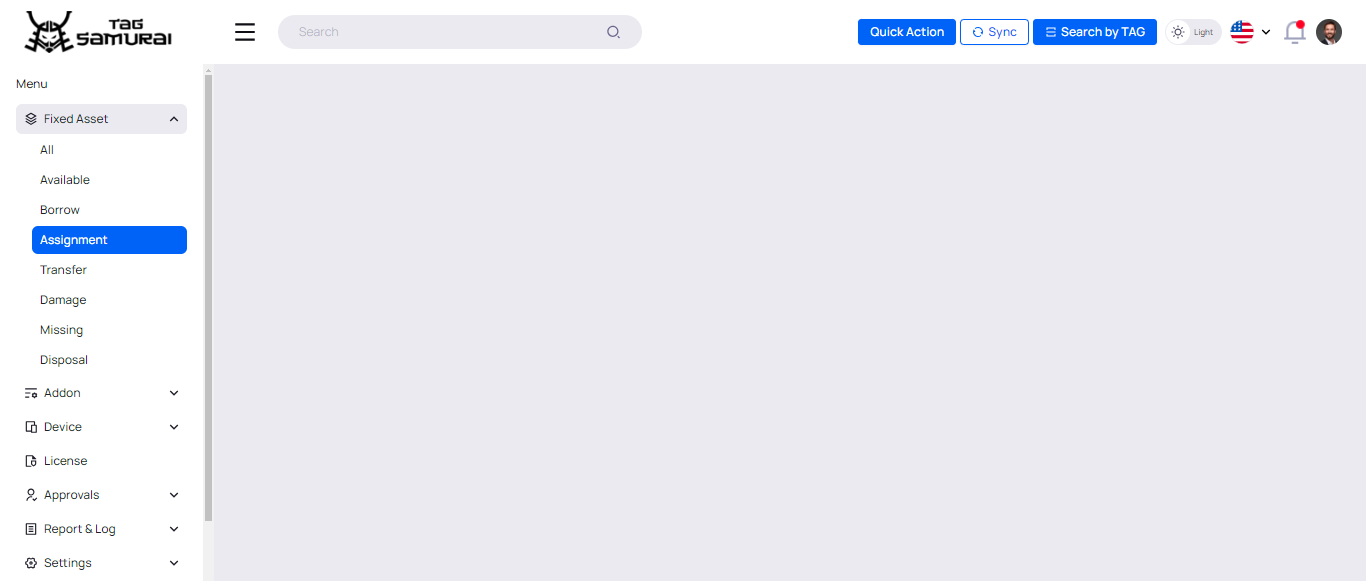 TAG
SAMURAI
Search
Quick Action
Sync
Search by TAG
Light
Menu
Fixed Asset
All
Available
Borrow
Assignment
Transfer
Damage
Missing
Disposal
Addon
Device
License
Approvals
Report & Log
Settings